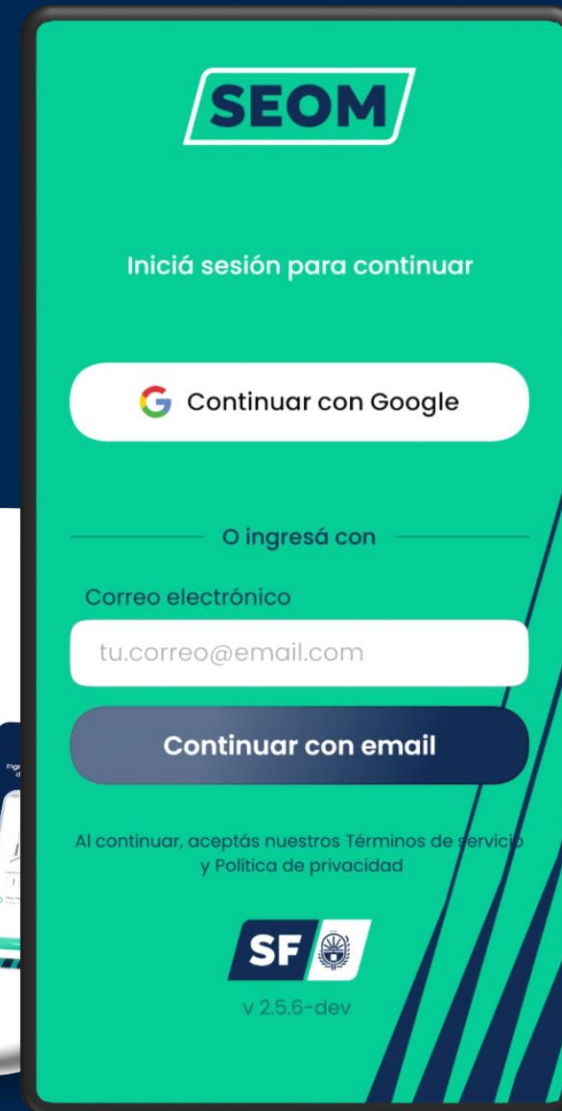 SEOM
Iniciá sesión para continuar
Continuar con Google
O ingresá con
Correo electrónico
tu.correo@email.com
Continuar con email
Al continuar, aceptás nuestros Términos de servicio
y Política de privacidad
SF
v 2.5.6-dev